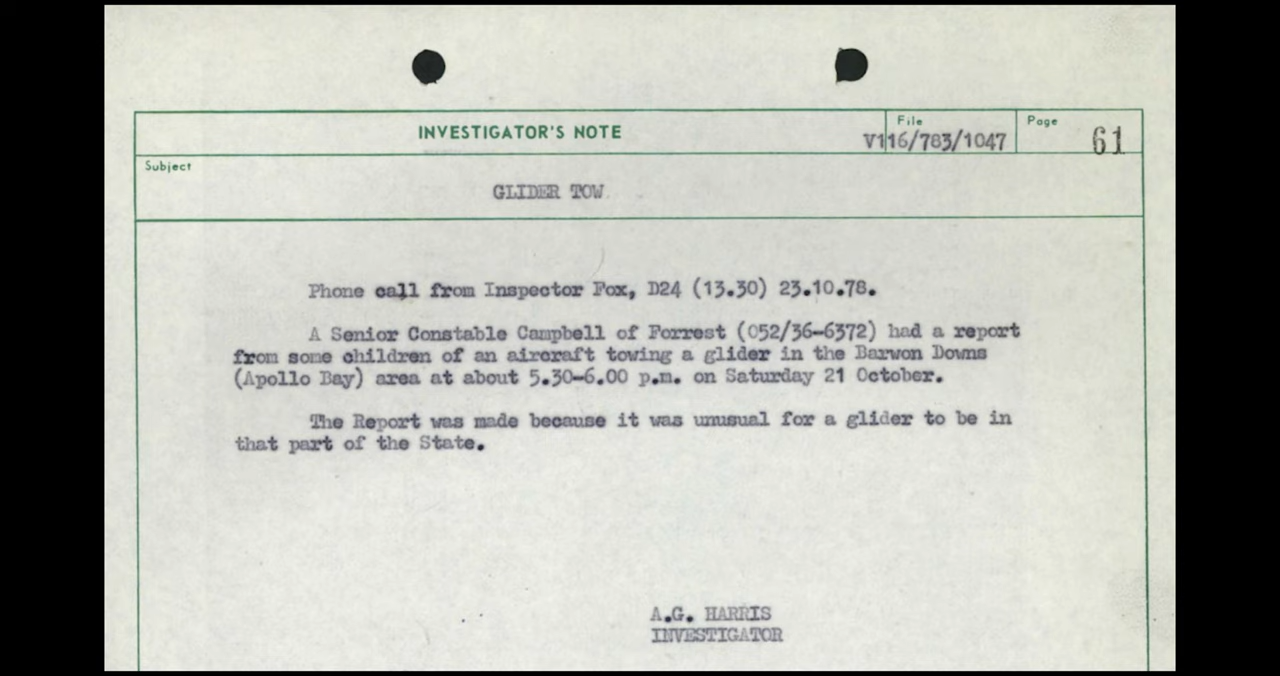 INVESTIGATOR'S NOTE
File
V116/783/1047
Page
61
Subject
GLIDER TOW
Phone call from Inspector Fox, D24 (13.30) 23.10.78.
A Senior Constable Campbell of Forrest (052/36-6372) had a report
from some children of an aircraft towing a glider in the Barwon Downs
(Apollo Bay) area at about 5.30-6.00 p.m. on Saturday 21 October.
The Report was made because it was unusual for a glider to be in
that part of the State.
A.G. HARRIS
INVESTIGATOR